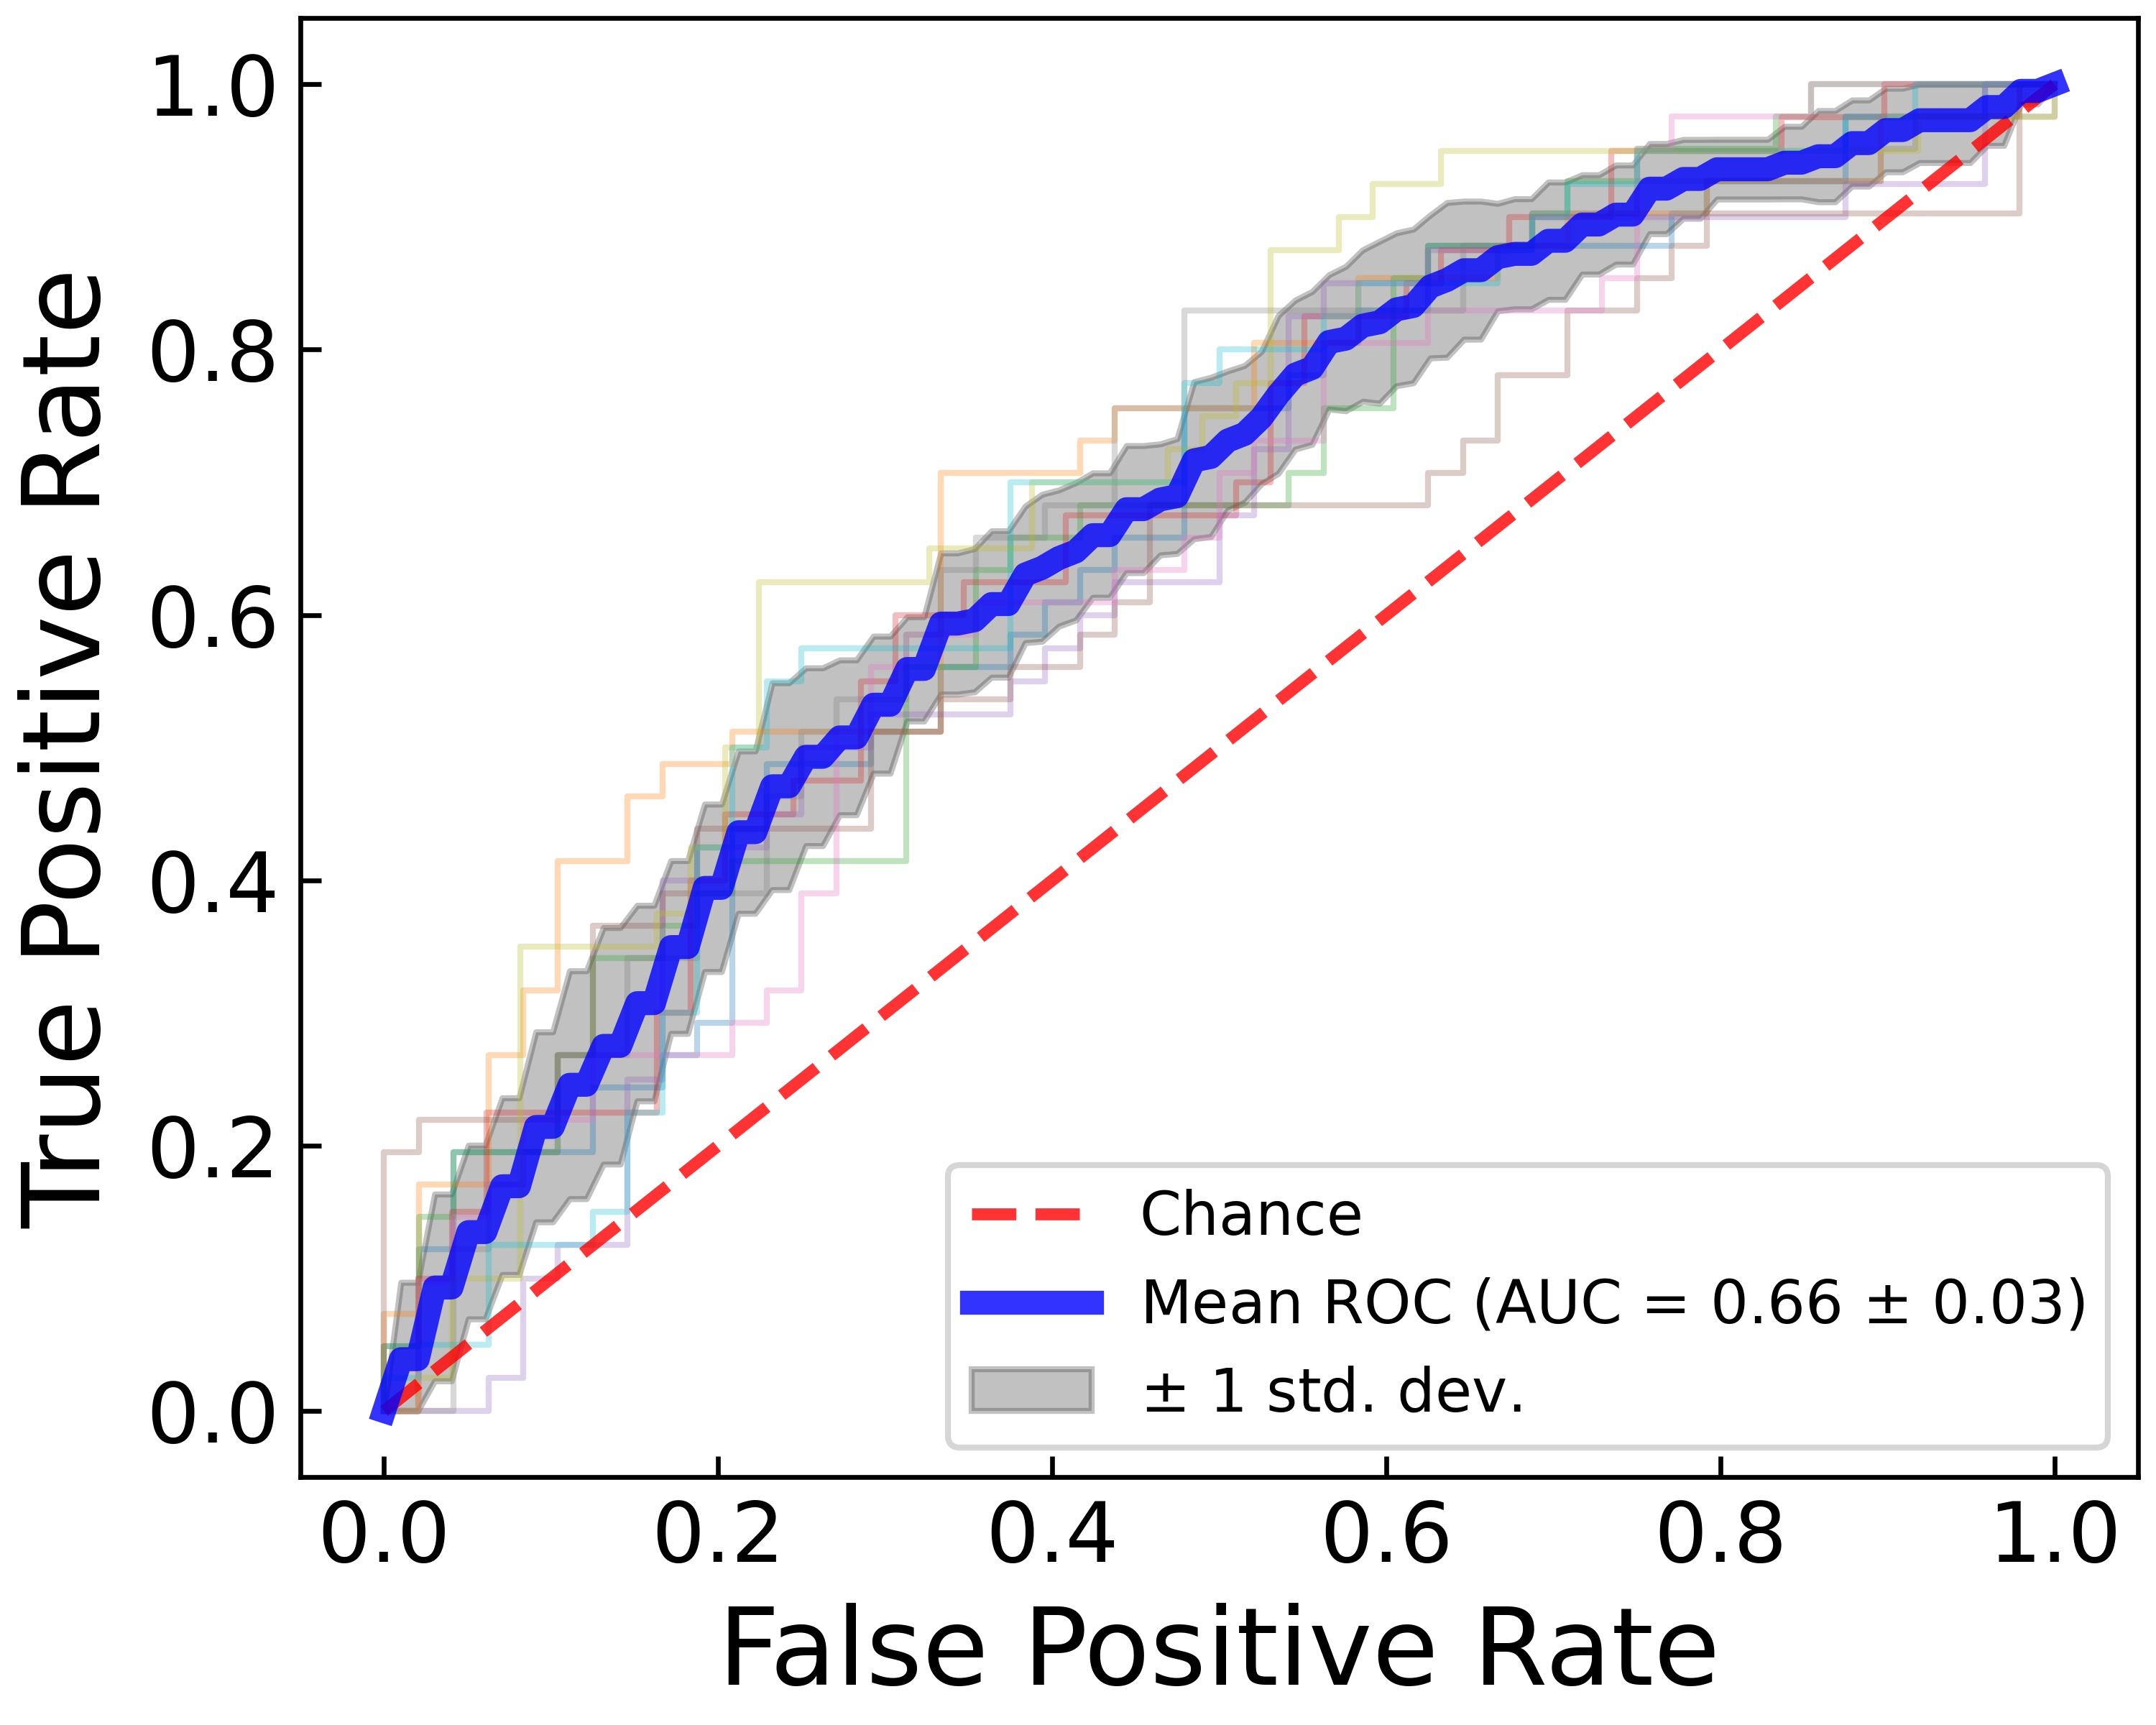 True Positive Rate
1.0
0.8
0.6
0.4
0.2
0.0
Chance
Mean ROC (AUC = 0.66 ± 0.03)
± 1 std. dev.
0.0 0.2 0.4 0.6 0.8 1.0
False Positive Rate